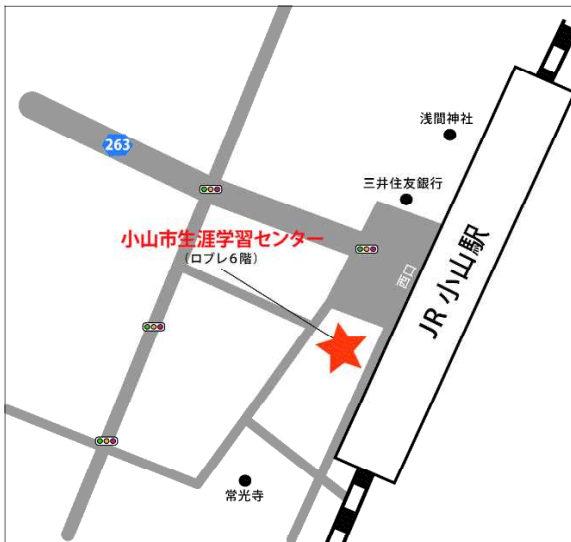 浅間神社
263
三井住友銀行
小山市生涯学習センター
(ロブレ6階)
西口
JR 小山駅
常光寺